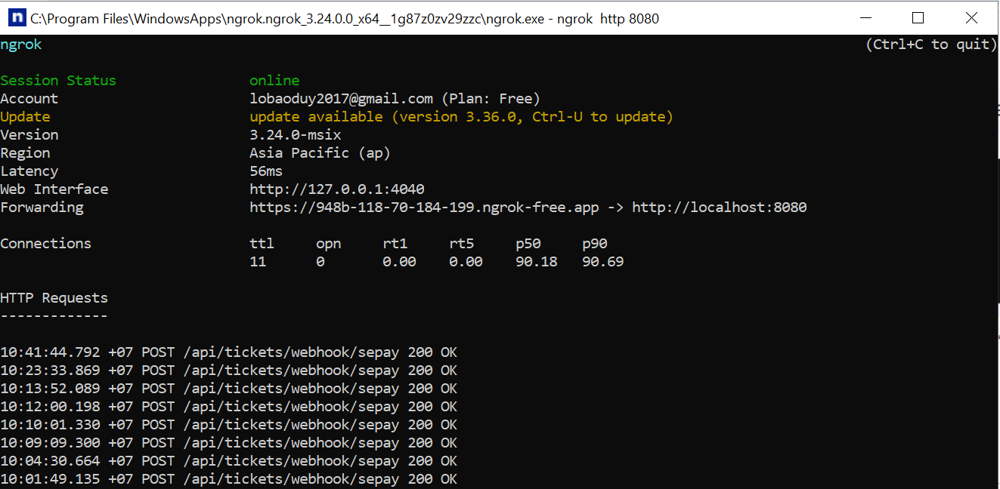 n C:\Program Files\WindowsApps\ngrok.ngrok_3.24.0.0_x64__1g87z0zv29zzc\ngrok.exe - ngrok  http 8080
ngrok (Ctrl+C to quit)
Session Status online
Account lobaoduy2017@gmail.com (Plan: Free)
Update update available (version 3.36.0, Ctrl-U to update)
Version 3.24.0-msix
Region Asia Pacific (ap)
Latency 56ms
Web Interface http://127.0.0.1:4040
Forwarding https://948b-118-70-184-199.ngrok-free.app -> http://localhost:8080
Connections ttl opn rt1 rt5 p50 p90
11 0 0.00 0.00 90.18 90.69
HTTP Requests
-------------
10:41:44.792 +07 POST /api/tickets/webhook/sepay 200 OK
10:23:33.869 +07 POST /api/tickets/webhook/sepay 200 OK
10:13:52.089 +07 POST /api/tickets/webhook/sepay 200 OK
10:12:00.198 +07 POST /api/tickets/webhook/sepay 200 OK
10:10:01.330 +07 POST /api/tickets/webhook/sepay 200 OK
10:09:09.300 +07 POST /api/tickets/webhook/sepay 200 OK
10:04:30.664 +07 POST /api/tickets/webhook/sepay 200 OK
10:01:49.135 +07 POST /api/tickets/webhook/sepay 200 OK